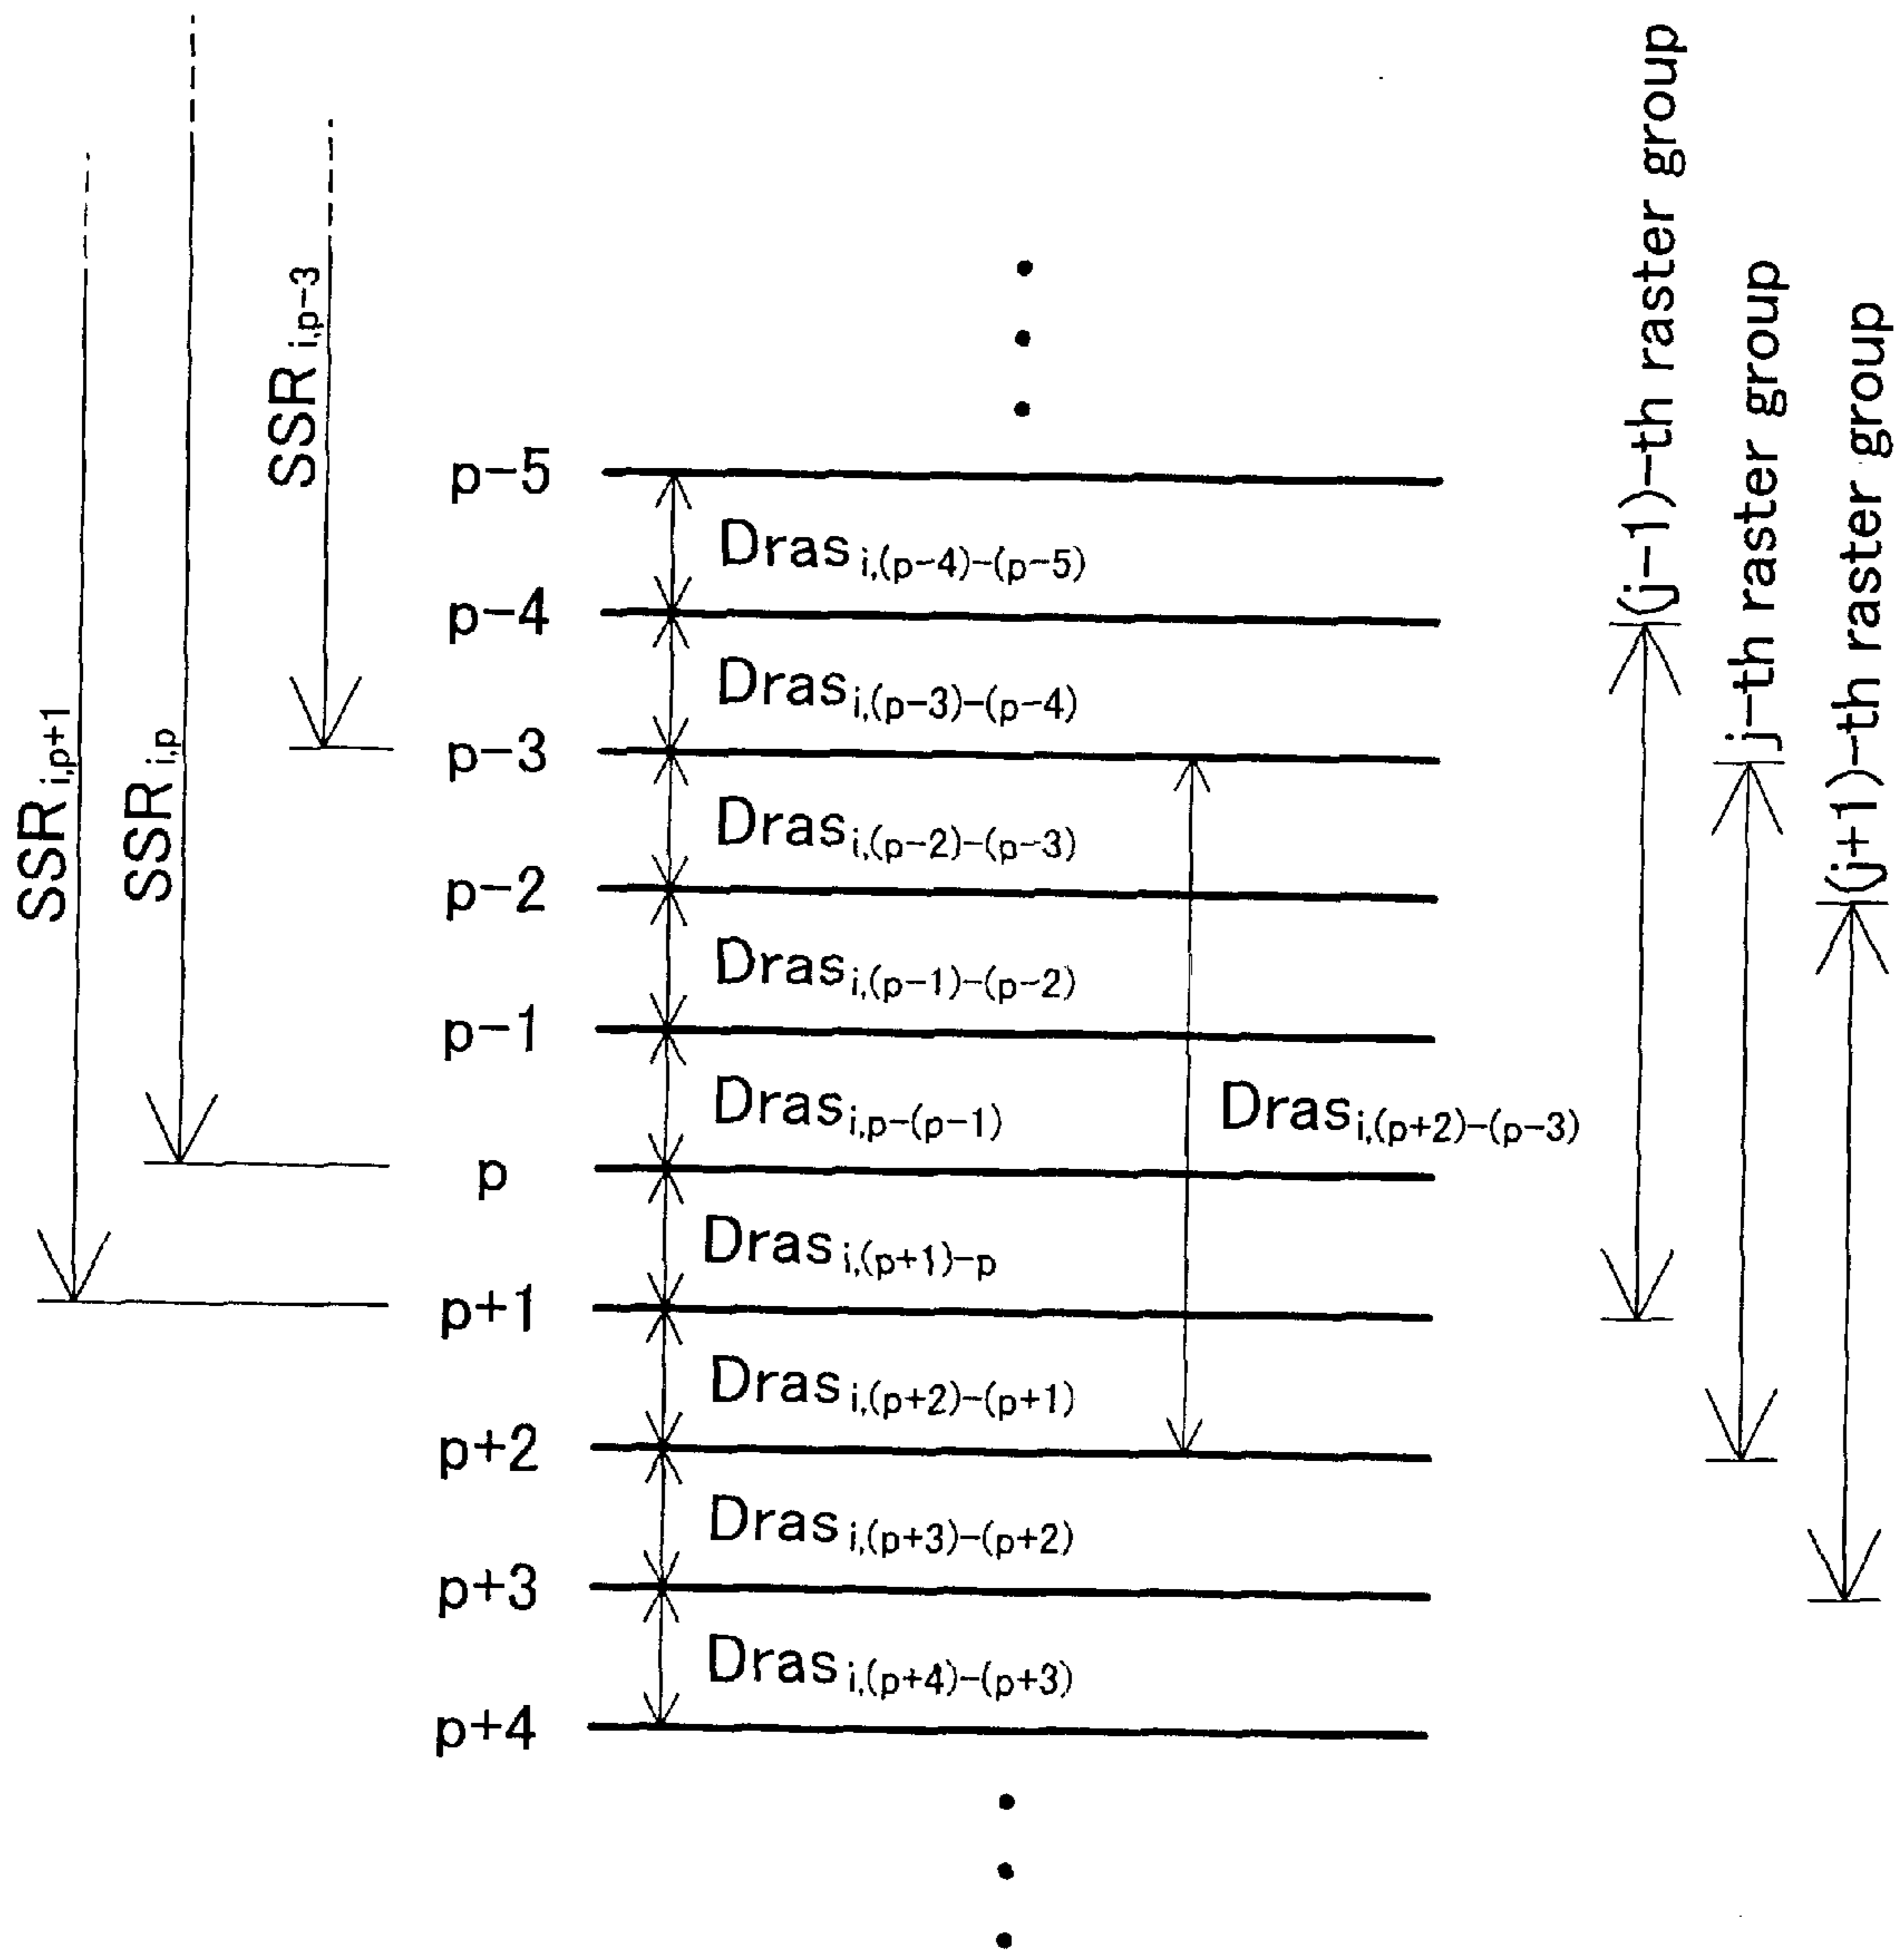 SSR i,p+1
SSR i,p
SSR i,p-3
p-5
Dras i,(p-4)-(p-5)
p-4
Dras i,(p-3)-(p-4)
p-3
Dras i,(p-2)-(p-3)
p-2
Dras i,(p-1)-(p-2)
p-1
Dras i,p-(p-1)
Dras i,(p+2)-(p-3)
p
Dras i,(p+1)-p
p+1
Dras i,(p+2)-(p+1)
p+2
Dras i,(p+3)-(p+2)
p+3
Dras i,(p+4)-(p+3)
p+4
(j-1)-th raster group
j-th raster group
(j+1)-th raster group